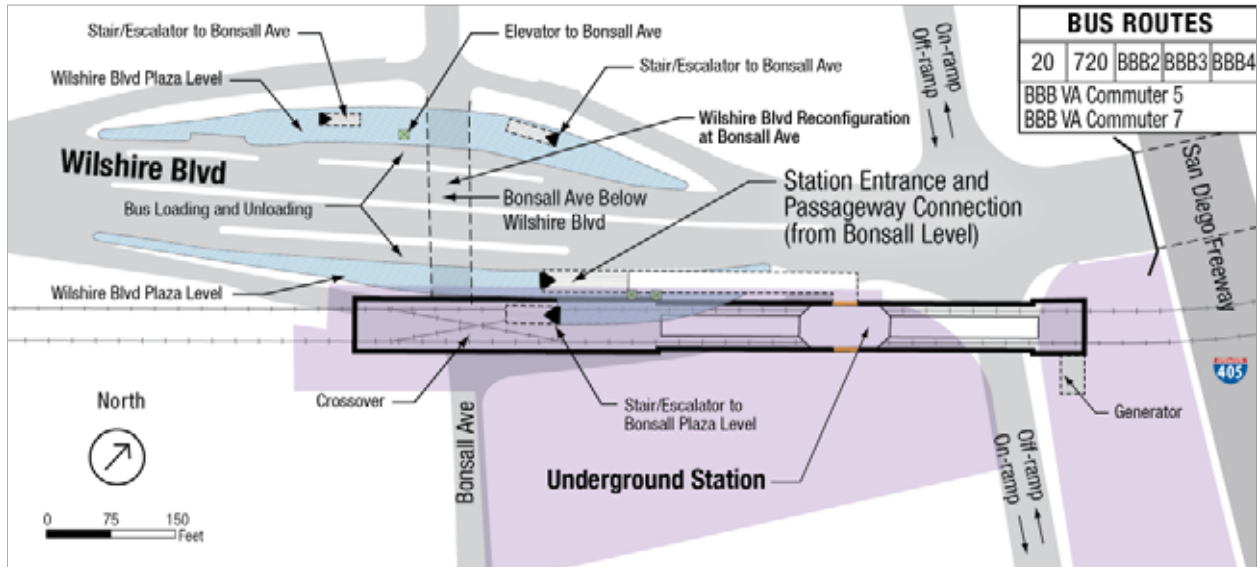 Stair/Escalator to Bonsall Ave
Elevator to Bonsall Ave
Wilshire Blvd Plaza Level
Stair/Escalator to Bonsall Ave
On-ramp
Off-ramp
BUS ROUTES
20 720 BBB2 BBB3 BBB4
BBB VA Commuter 5
BBB VA Commuter 7
Wilshire Blvd Reconfiguration
at Bonsall Ave
Wilshire Blvd
Station Entrance and
Passageway Connection
(from Bonsall Level)
San Diego Freeway
Bus Loading and Unloading
Bonsall Ave Below
Wilshire Blvd
Wilshire Blvd Plaza Level
405
North
Crossover
Stair/Escalator to
Bonsall Plaza Level
Generator
Bonsall Ave
Underground Station
Off-ramp
On-ramp
0 75 150
Feet